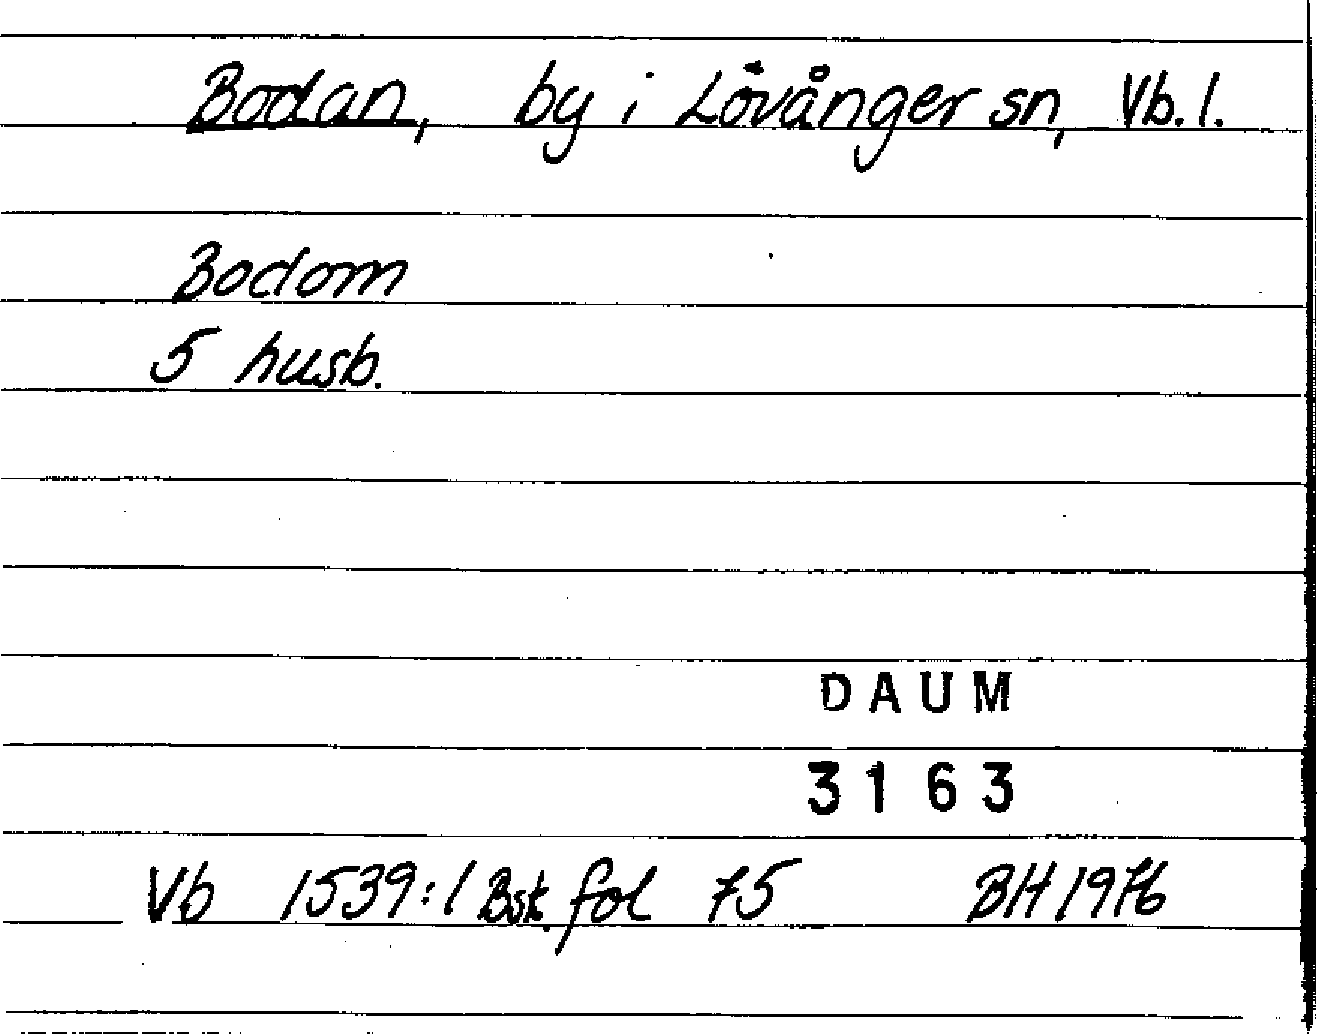 Bodan, by i Lövånger sn, Vb. l.
Bodom
5 husb.
DAUM
3163
Vb 1539:1 Bsk. fol 75 BH 1976